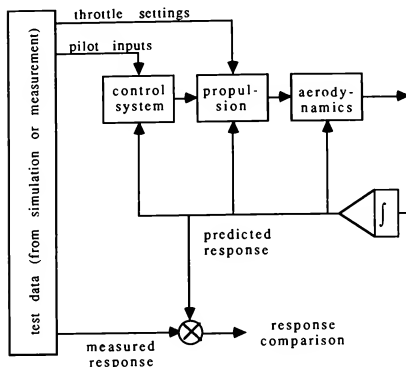 throttle settings
pilot inputs
test data (from simulation or measurement)
control
system
propul-
sion
aerody-
namics
∫
predicted
response
measured
response
response
comparison